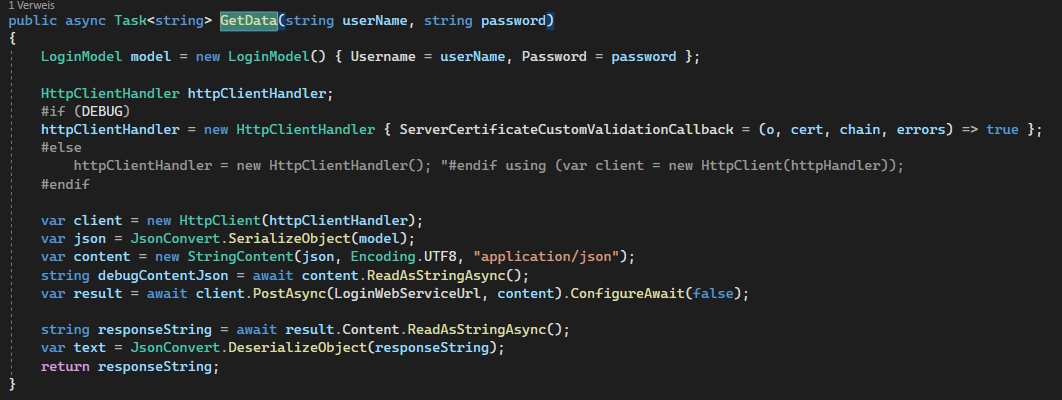 1 Verweis
public async Task<string> GetData(string userName, string password)
{
LoginModel model = new LoginModel() { Username = userName, Password = password };
HttpClientHandler httpClientHandler;
#if (DEBUG)
httpClientHandler = new HttpClientHandler { ServerCertificateCustomValidationCallback = (o, cert, chain, errors) => true };
#else
httpClientHandler = new HttpClientHandler(); "#endif using (var client = new HttpClient(httpHandler));
#endif
var client = new HttpClient(httpClientHandler);
var json = JsonConvert.SerializeObject(model);
var content = new StringContent(json, Encoding.UTF8, "application/json");
string debugContentJson = await content.ReadAsStringAsync();
var result = await client.PostAsync(LoginWebServiceUrl, content).ConfigureAwait(false);
string responseString = await result.Content.ReadAsStringAsync();
var text = JsonConvert.DeserializeObject(responseString);
return responseString;
}